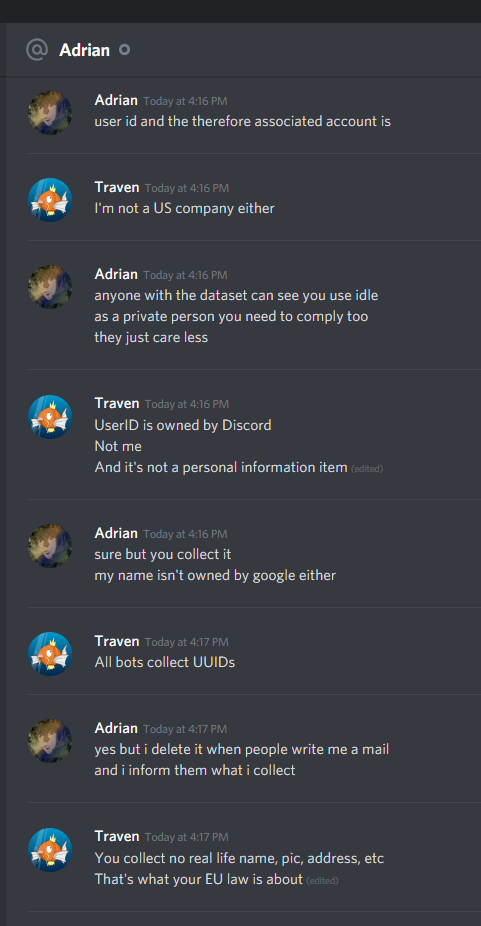 @ Adrian
Adrian Today at 4:16 PM
user id and the therefore associated account is
Traven Today at 4:16 PM
I'm not a US company either
Adrian Today at 4:16 PM
anyone with the dataset can see you use idle
as a private person you need to comply too
they just care less
Traven Today at 4:16 PM
UserID is owned by Discord
Not me
And it's not a personal information item (edited)
Adrian Today at 4:16 PM
sure but you collect it
my name isn't owned by google either
Traven Today at 4:17 PM
All bots collect UUIDs
Adrian Today at 4:17 PM
yes but i delete it when people write me a mail
and i inform them what i collect
Traven Today at 4:17 PM
You collect no real life name, pic, address, etc
That's what your EU law is about (edited)